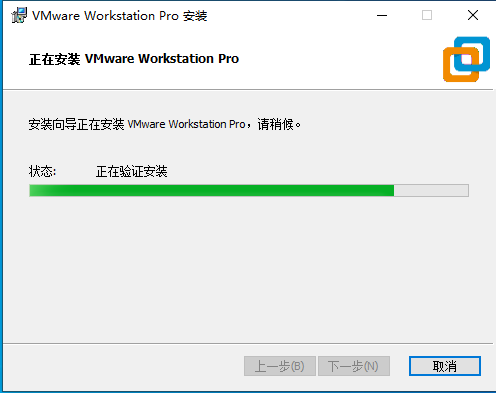 VMware Workstation Pro 安装
正在安装 VMware Workstation Pro
安装向导正在安装 VMware Workstation Pro，请稍候。
状态: 正在验证安装
上一步(B) 下一步(N) 取消